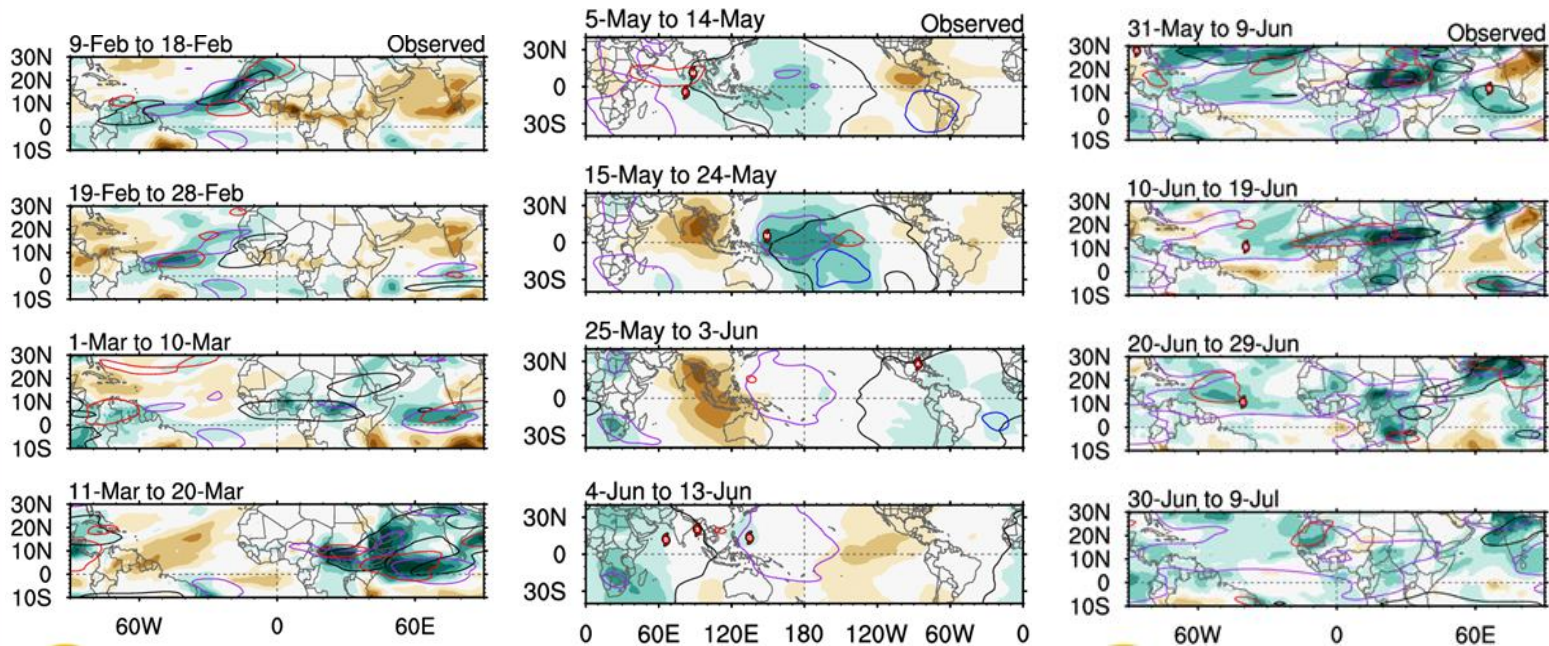 9-Feb to 18-Feb Observed
30N
20N
10N
0
10S
19-Feb to 28-Feb
30N
20N
10N
0
10S
1-Mar to 10-Mar
30N
20N
10N
0
10S
11-Mar to 20-Mar
30N
20N
10N
0
10S
60W 0 60E
5-May to 14-May Observed
30N
0
30S
15-May to 24-May
30N
0
30S
25-May to 3-Jun
30N
0
30S
4-Jun to 13-Jun
30N
0
30S
0 60E 120E 180 120W 60W 0
31-May to 9-Jun Observed
30N
20N
10N
0
10S
10-Jun to 19-Jun
30N
20N
10N
0
10S
20-Jun to 29-Jun
30N
20N
10N
0
10S
30-Jun to 9-Jul
30N
20N
10N
0
10S
60W 0 60E